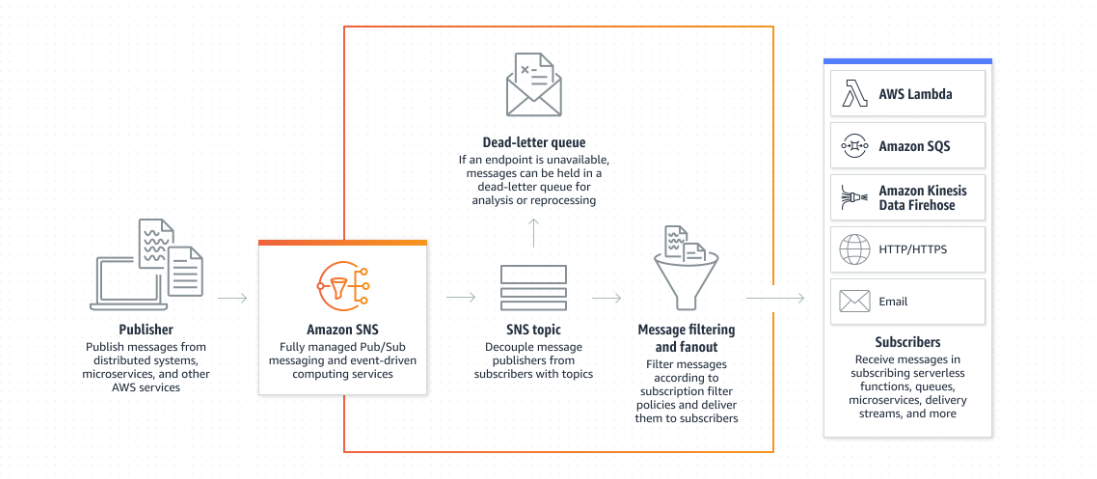 Publisher
Publish messages from
distributed systems,
microservices, and other
AWS services
Amazon SNS
Fully managed Pub/Sub
messaging and event-driven
computing services
Dead-letter queue
If an endpoint is unavailable,
messages can be held in a
dead-letter queue for
analysis or reprocessing
SNS topic
Decouple message
publishers from
subscribers with topics
Message filtering
and fanout
Filter messages
according to
subscription filter
policies and deliver
them to subscribers
AWS Lambda
Amazon SQS
Amazon Kinesis
Data Firehose
HTTP/HTTPS
Email
Subscribers
Receive messages in
subscribing serverless
functions, queues,
microservices, delivery
streams, and more